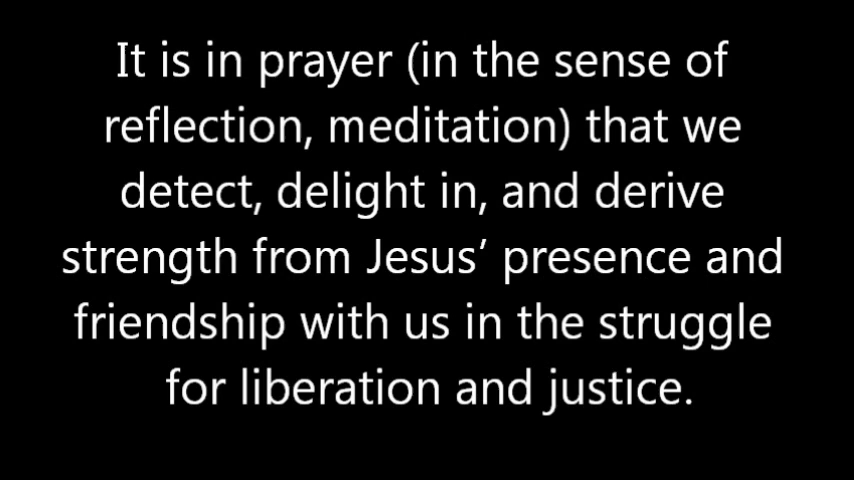 It is in prayer (in the sense of
reflection, meditation) that we
detect, delight in, and derive
strength from Jesus’ presence and
friendship with us in the struggle
for liberation and justice.